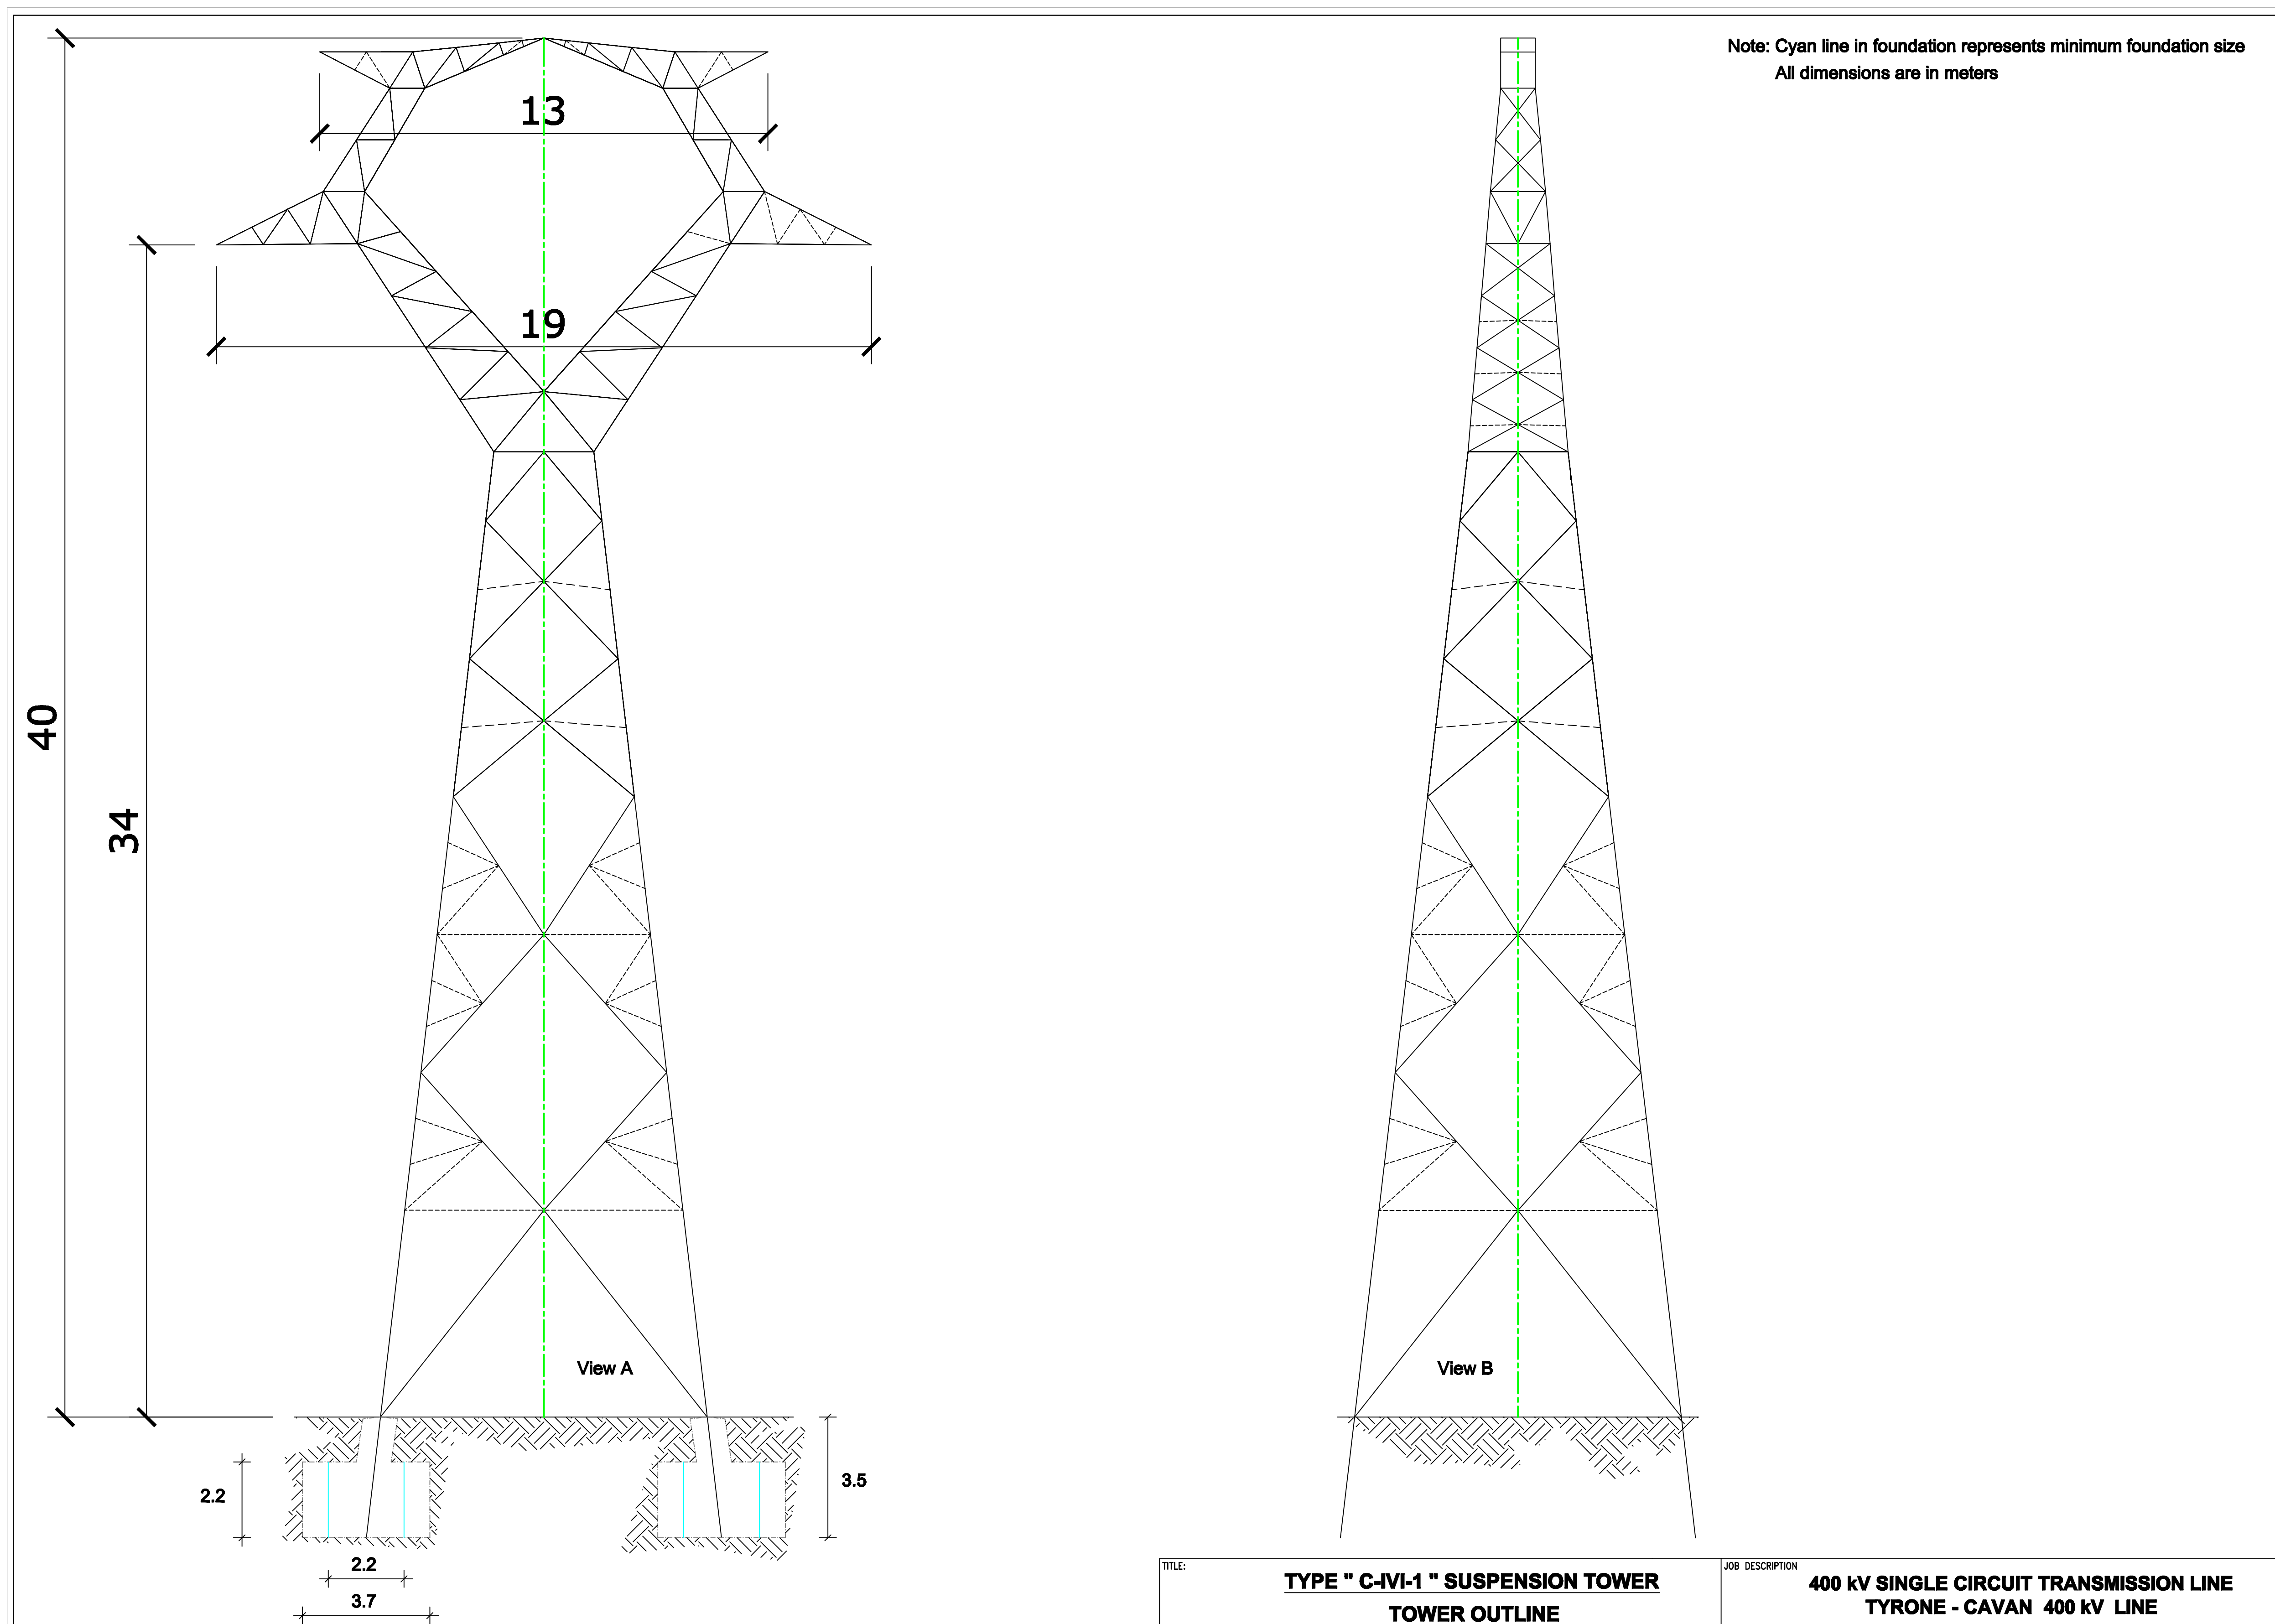 Note: Cyan line in foundation represents minimum foundation size
All dimensions are in meters
13
19
40
34
View A
View B
2.2
3.5
2.2
3.7
TITLE:
TYPE " C-IVI-1 " SUSPENSION TOWER
TOWER OUTLINE
JOB DESCRIPTION
400 kV SINGLE CIRCUIT TRANSMISSION LINE
TYRONE - CAVAN 400 kV LINE